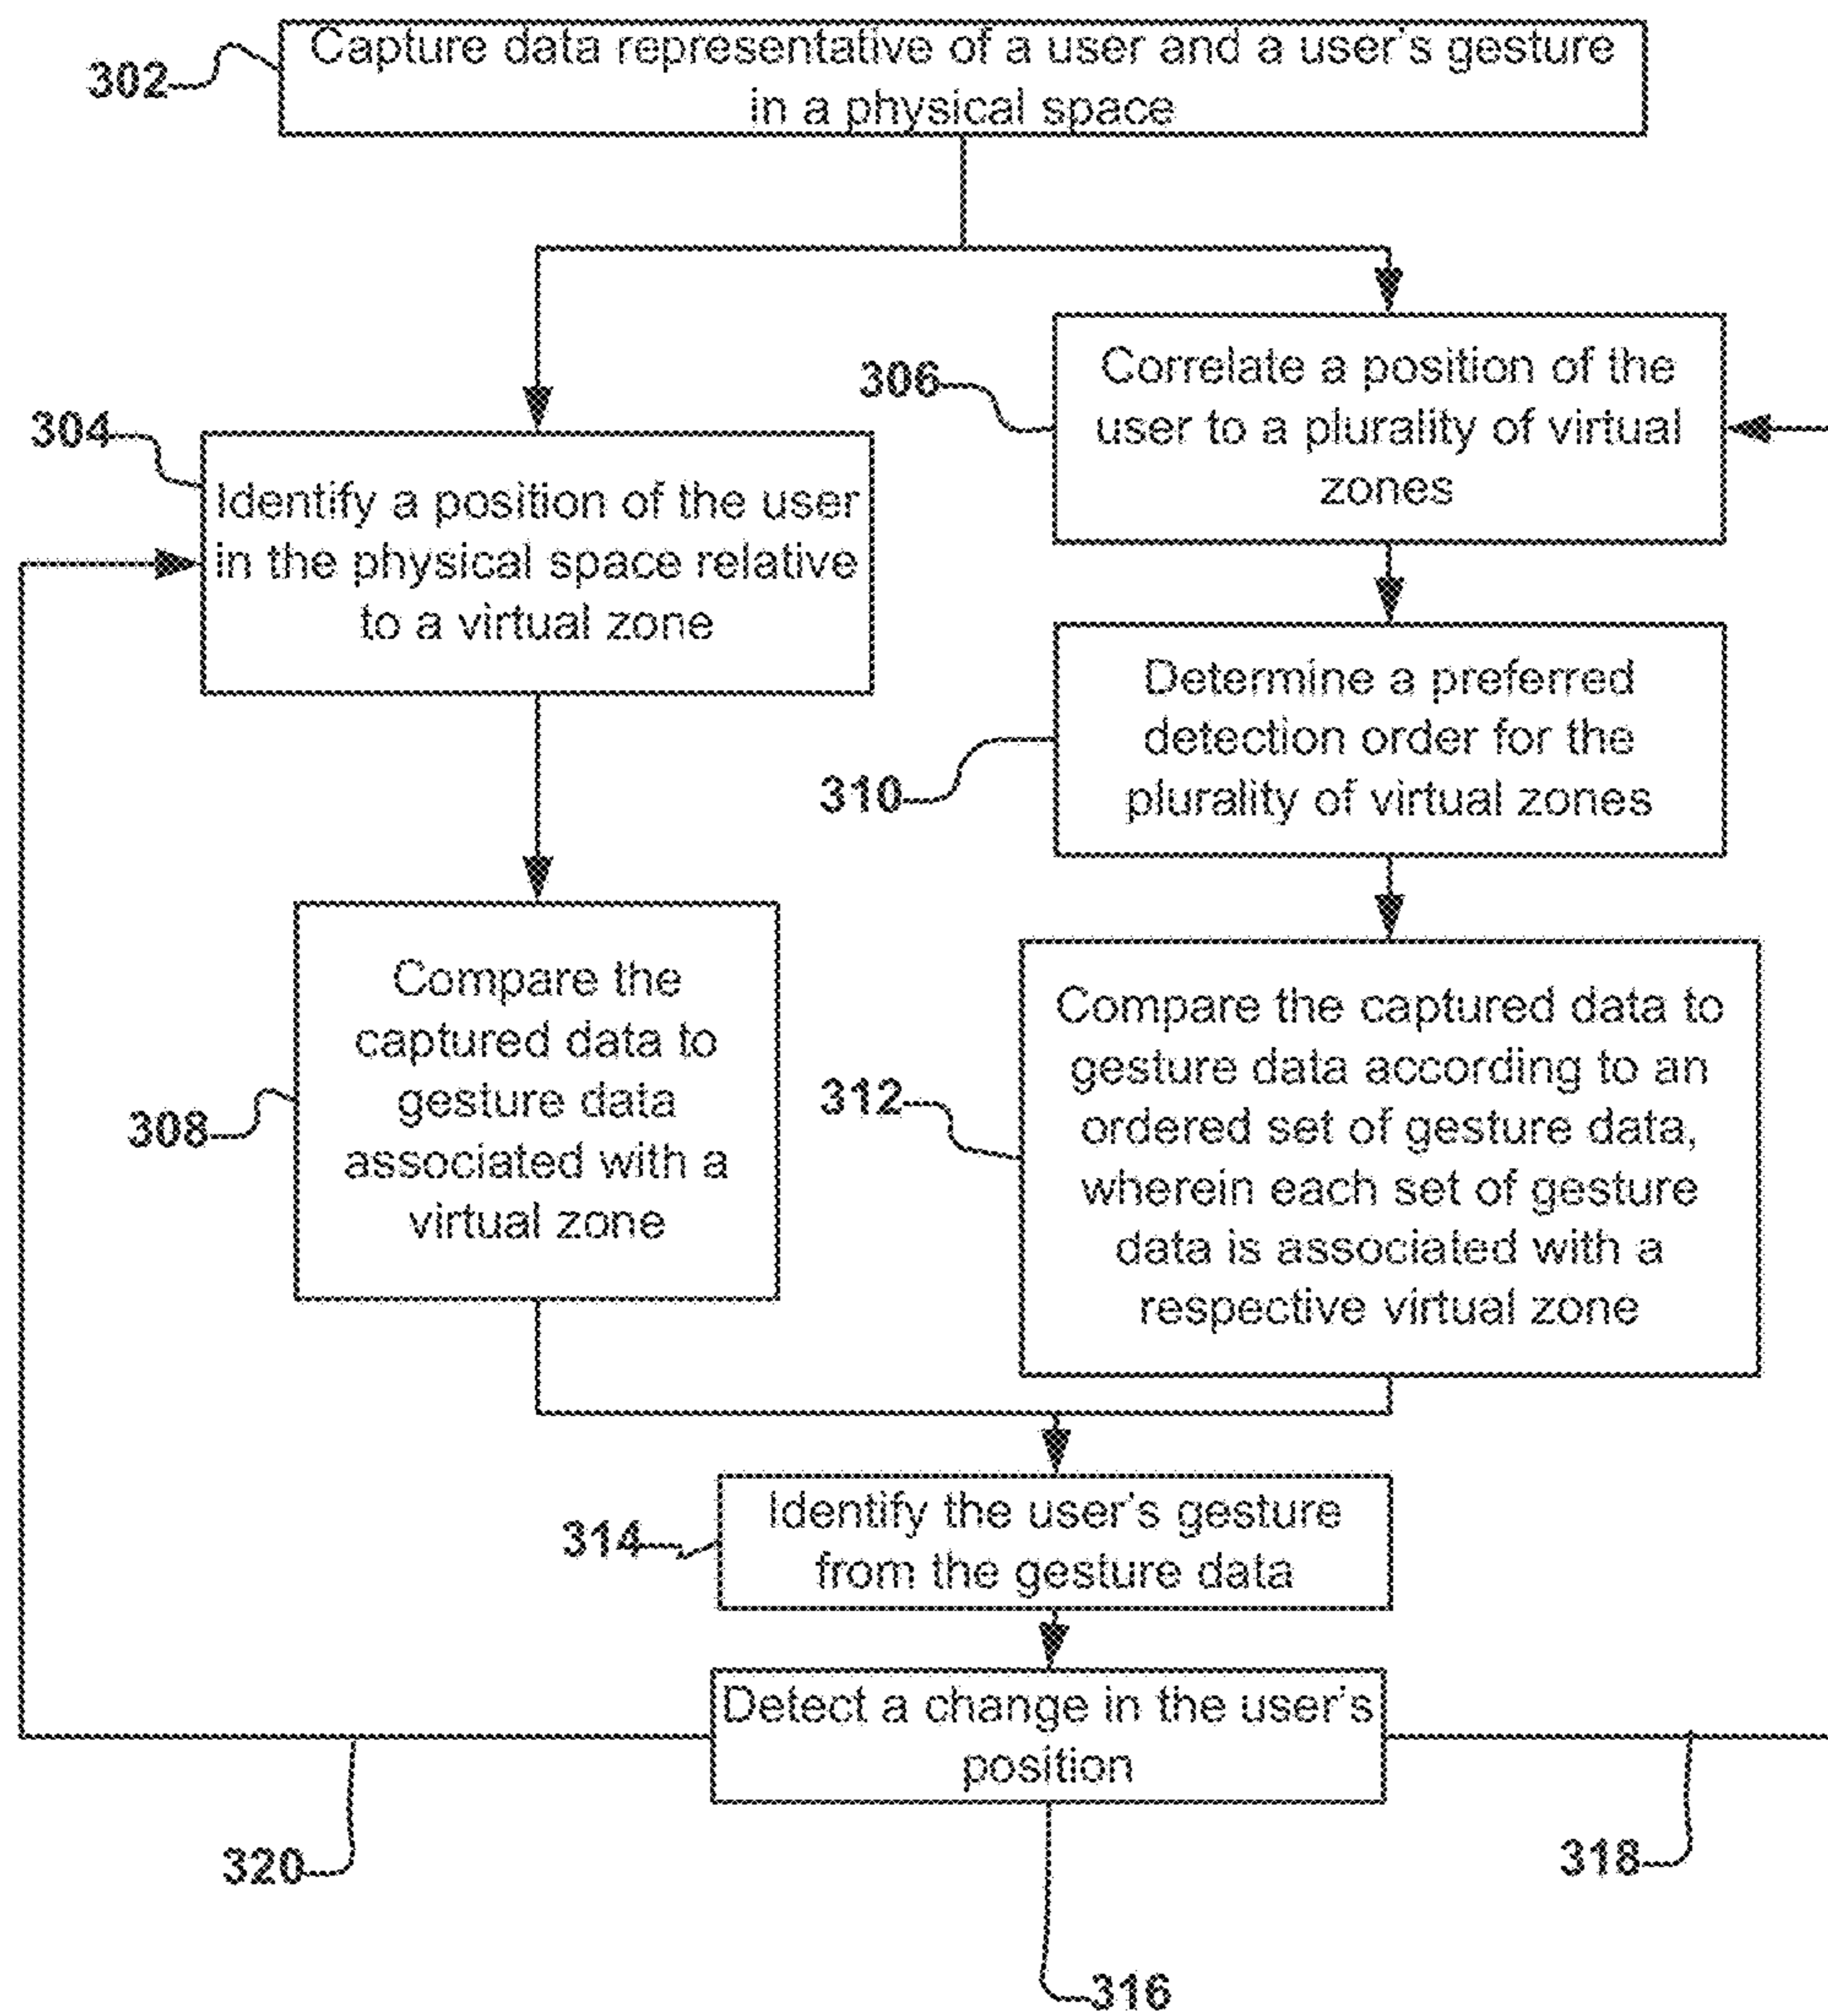 302
Capture data representative of a user and a user's gesture
in a physical space
306
Correlate a position of the
user to a plurality of virtual
zones
304
Identify a position of the user
in the physical space relative
to a virtual zone
310
Determine a preferred
detection order for the
plurality of virtual zones
308
Compare the
captured data to
gesture data
associated with a
virtual zone
312
Compare the captured data to
gesture data according to an
ordered set of gesture data,
wherein each set of gesture
data is associated with a
respective virtual zone
314
Identify the user's gesture
from the gesture data
Detect a change in the user's
position
320
318
316